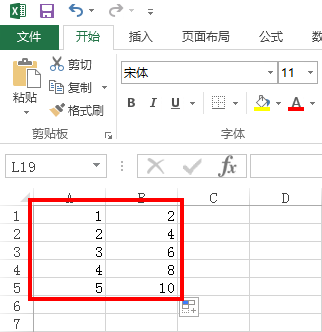 文件 开始 插入 页面布局 公式 数
粘贴 剪切 宋体 11
复制
格式刷 B I U A
剪贴板 字体
L19 fx
A B C D
1 1 2
2 2 4
3 3 6
4 4 8
5 5 10
6
7